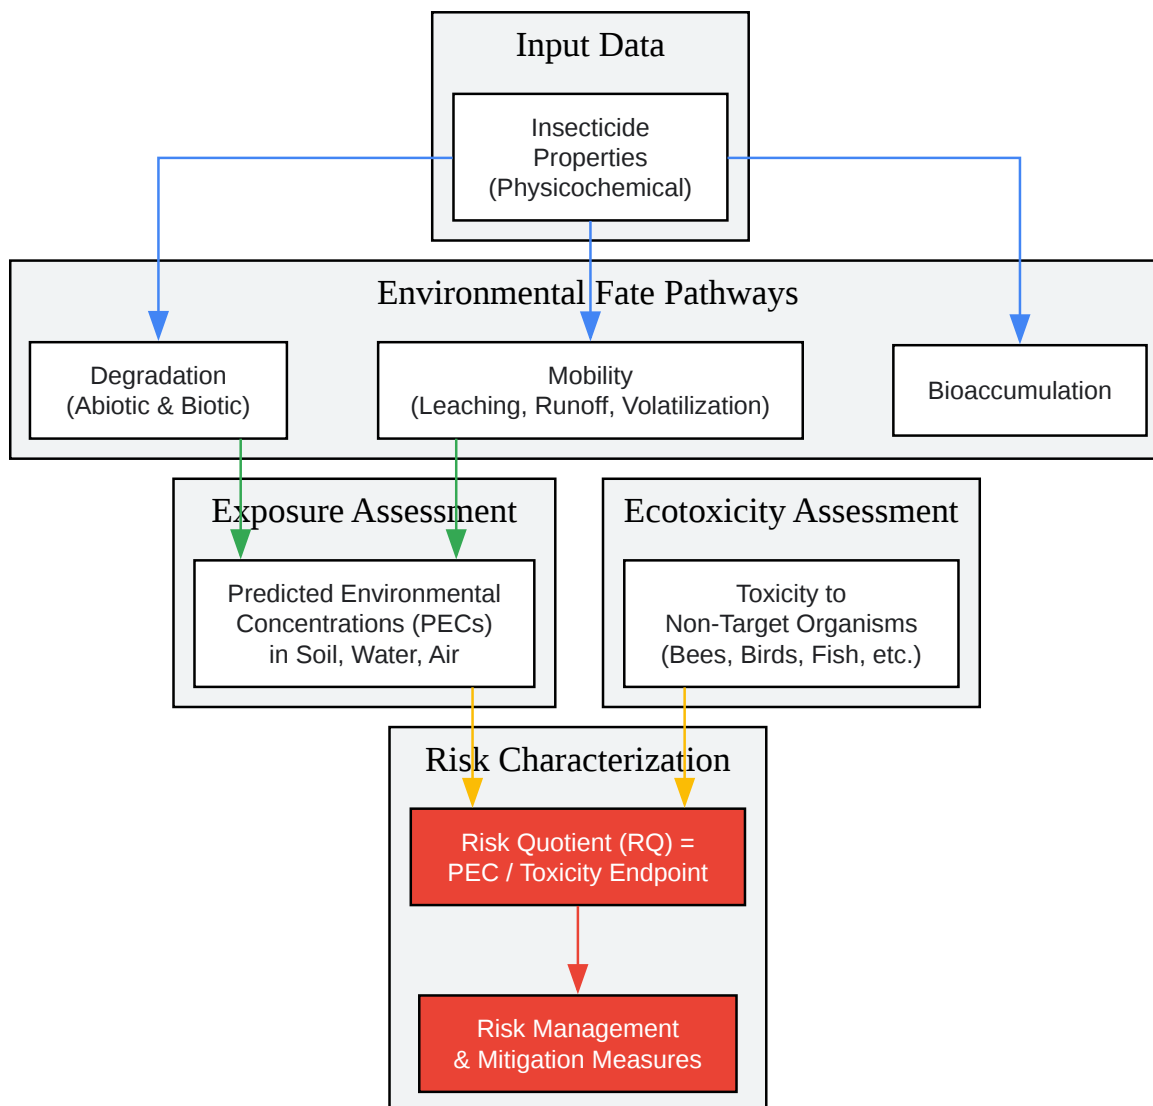 Input Data
Insecticide
Properties
(Physicochemical)
Environmental Fate Pathways
Degradation
(Abiotic & Biotic)
Mobility
(Leaching, Runoff, Volatilization)
Bioaccumulation
Exposure Assessment
Predicted Environmental
Concentrations (PECs)
in Soil, Water, Air
Ecotoxicity Assessment
Toxicity to
Non-Target Organisms
(Bees, Birds, Fish, etc.)
Risk Characterization
Risk Quotient (RQ) =
PEC / Toxicity Endpoint
Risk Management
& Mitigation Measures